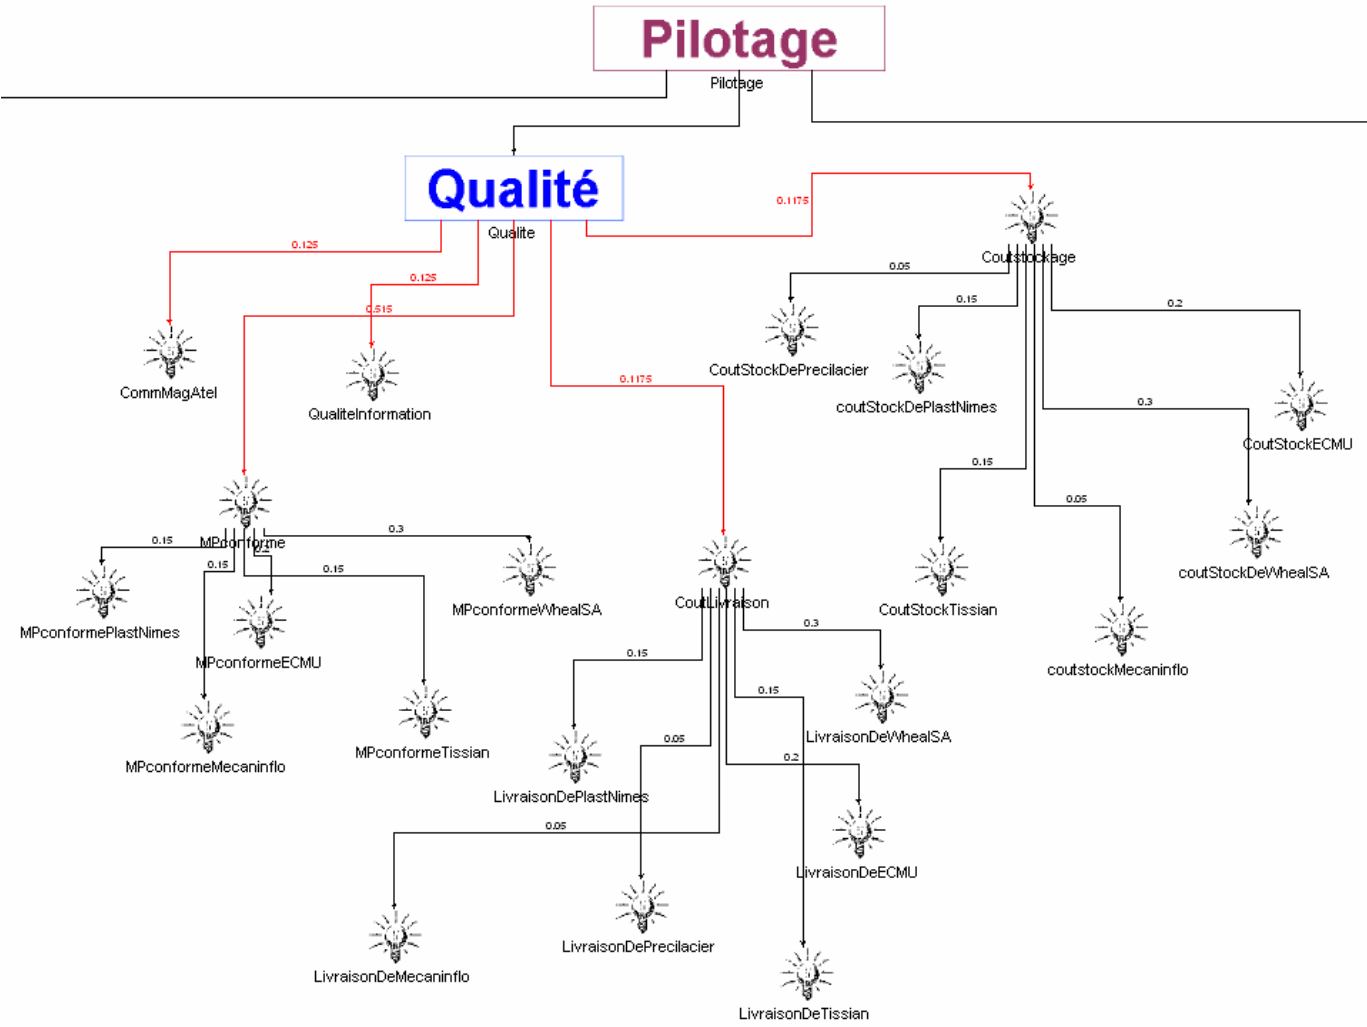 Pilotage
Pilotage
Qualité
Qualite
0.1175
Coutstockage
0.125
0.05
0.125
0.15
0.2
0.515
CommMagAtel
CoutStockDePrecilacier
0.1175
QualiteInformation
coutStockDePlastNimes
0.3
CoutStockECMU
0.15
0.05
MPconforme
0.3
0.15
0.2
0.15
0.15
coutStockDeWhealSA
MPconformePlastNimes
MPconformeWhealSA
CoutLivraison
CoutStockTissian
0.3
MPconformeECMU
0.15
coutstockMecaninflo
0.15
LivraisonDeWhealSA
0.05
MPconformeMecaninflo
MPconformeTissian
0.2
LivraisonDePlastNimes
0.05
LivraisonDeECMU
LivraisonDePrecilacier
LivraisonDeMecaninflo
LivraisonDeTissian